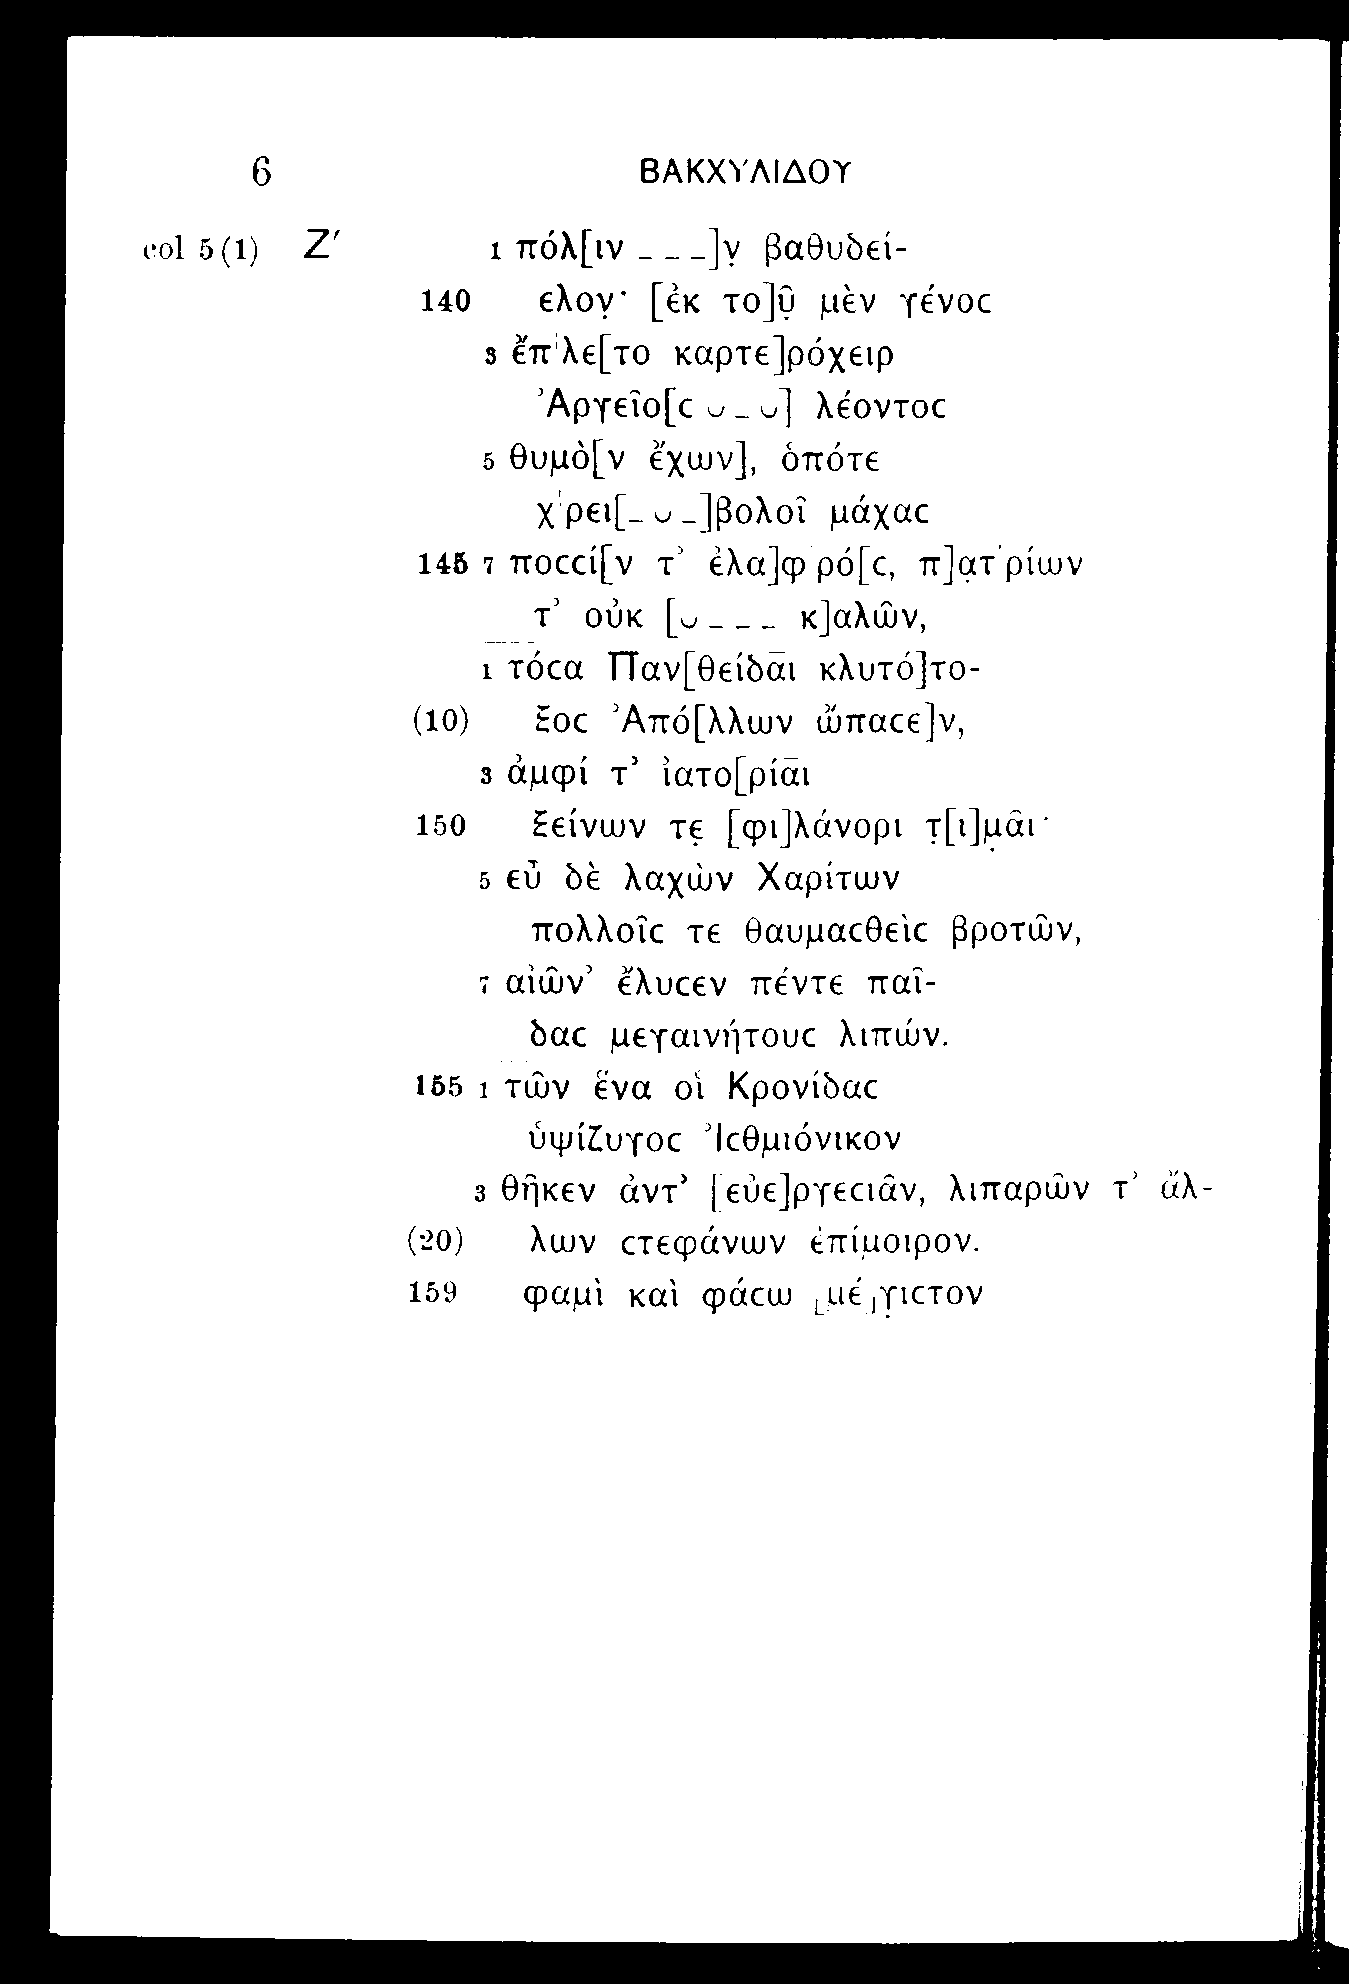 6 ΒΑΚΧΥΛΙΔΟΥ
col 5(1) Ζ′ 1 πόλ[ιν _ _ _]ν̣ βαθυδεί-
140 ελον̣· [ἐκ το]ῦ̣ μὲν γένοϲ
3 ἔπ'λε[το καρτε]ρόχειρ
Ἀργεῖο[ϲ ∪ _ ∪] λέοντοϲ
5 θυμὸ[ν ἔχων], ὁπότε
χ'ρει[_ ∪ _]βολοῖ μάχαϲ
145 7 ποϲϲί[ν τ' ἐλα]φ'ρό[ϲ, π]α̣τ'ρίων
τ' οὐκ [∪ _ _ _ κ]αλῶν,
1 τόϲα Παν[θείδᾱι κλυτό]το-
(10) ξοϲ Ἀπό[λλων ὤπαϲε]ν,
3 ἀμφί τ' ἰατο[ρίᾱι
150 ξείνων τε̣ [φι]λάνορι τ̣[ι]μ̣ᾶι·
5 εὖ δὲ λαχὼν Χαρίτων
πολλοῖϲ τε θαυμαϲθεὶϲ βροτῶν,
7 αἰῶν' ἔλυϲεν πέντε παῖ-
δαϲ μεγαινήτουϲ λιπών.
155 1 τῶν ἕνα οἱ Κρονίδαϲ
ὑψίζυγοϲ Ἰϲθμιόνικον
3 θῆκεν ἀντ' [εὐε]ργεϲιᾶν, λιπαρῶν τ' ἄλ-
(20) λων ϲτεφάνων ἐπίμοιρον.
159 φαμὶ καὶ φάϲω ⌞μέ⌟γ̣ιϲτον